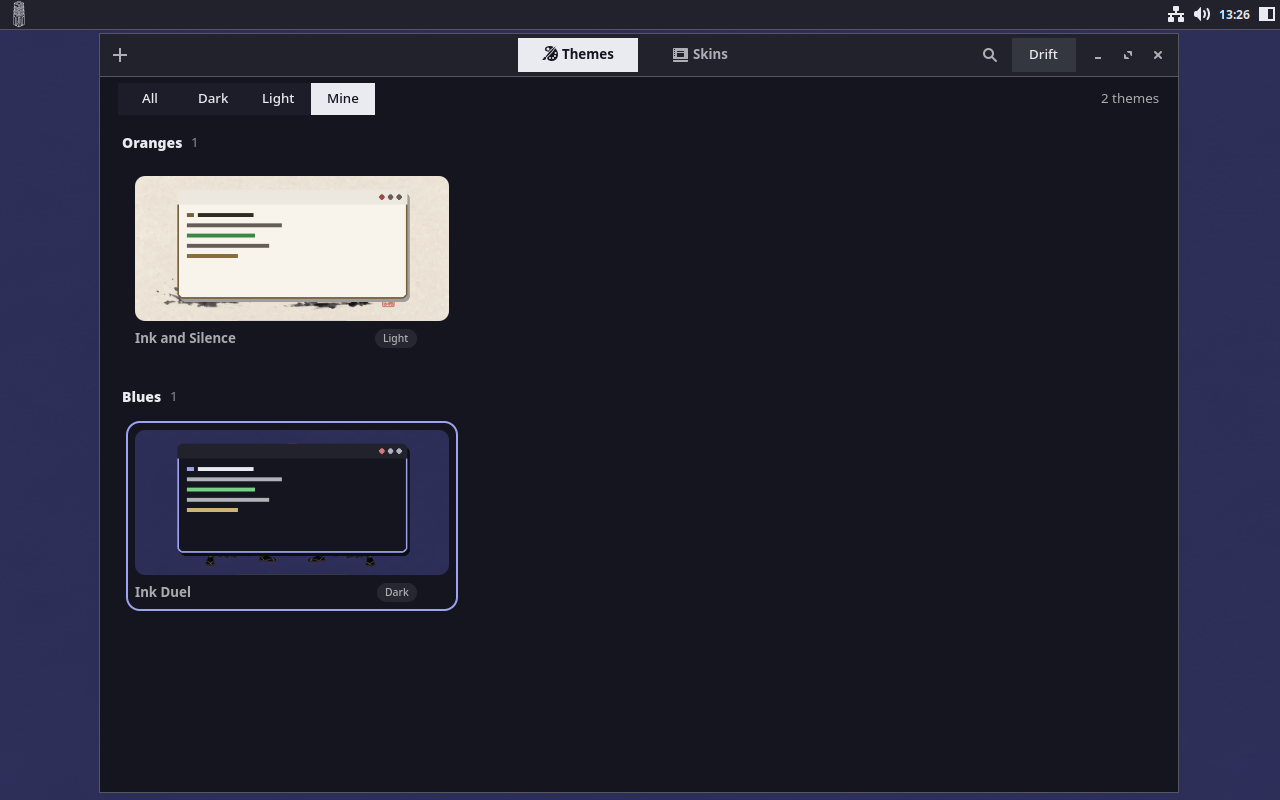 13:26
Themes
Skins
Drift
All
Dark
Light
Mine
2 themes
Oranges 1
Ink and Silence
Light
Blues 1
Ink Duel
Dark